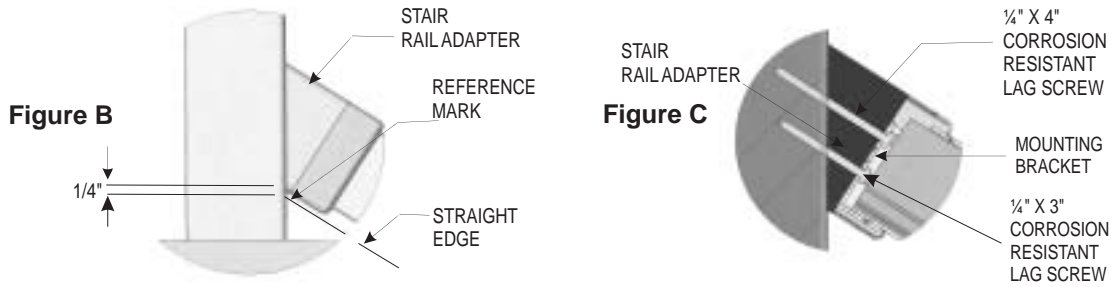 STAIR
RAIL ADAPTER
REFERENCE
MARK
Figure B
1/4"
STRAIGHT
EDGE
¼" X 4"
CORROSION
RESISTANT
LAG SCREW
STAIR
RAIL ADAPTER
Figure C
MOUNTING
BRACKET
¼" X 3"
CORROSION
RESISTANT
LAG SCREW